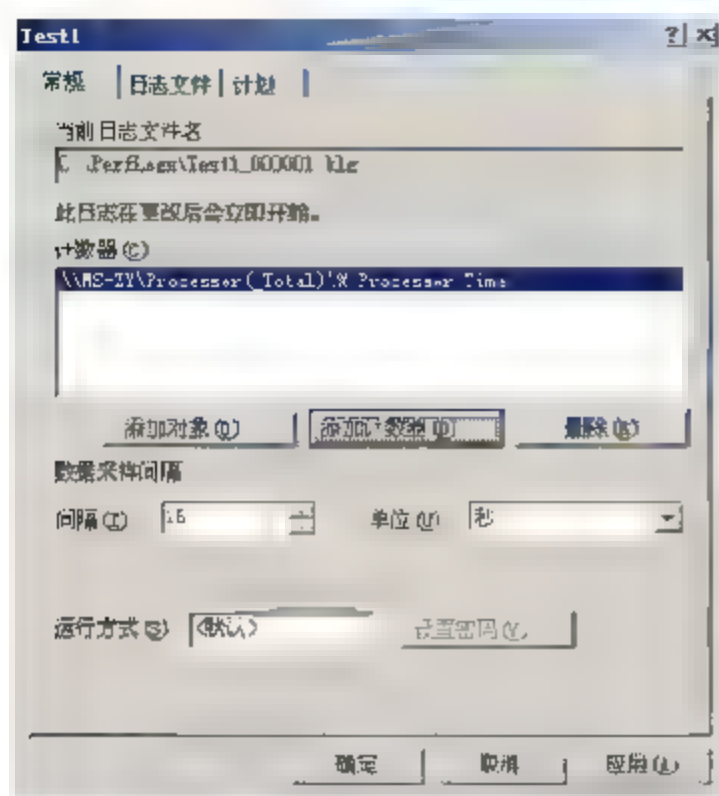 Test1
常规 日志文件 计划
当前日志文件名
C:\PerfLogs\Test1_000001.blg
此日志在更改后会立即开始。
计数器(C)
\\MS-ZY\Processor(_Total)\% Processor Time
添加对象(D) 添加计数器(D) 删除(R)
数据采样间隔
间隔(I) 15 单位(U) 秒
运行方式(S) <默认> 设置密码
确定 取消 应用(A)